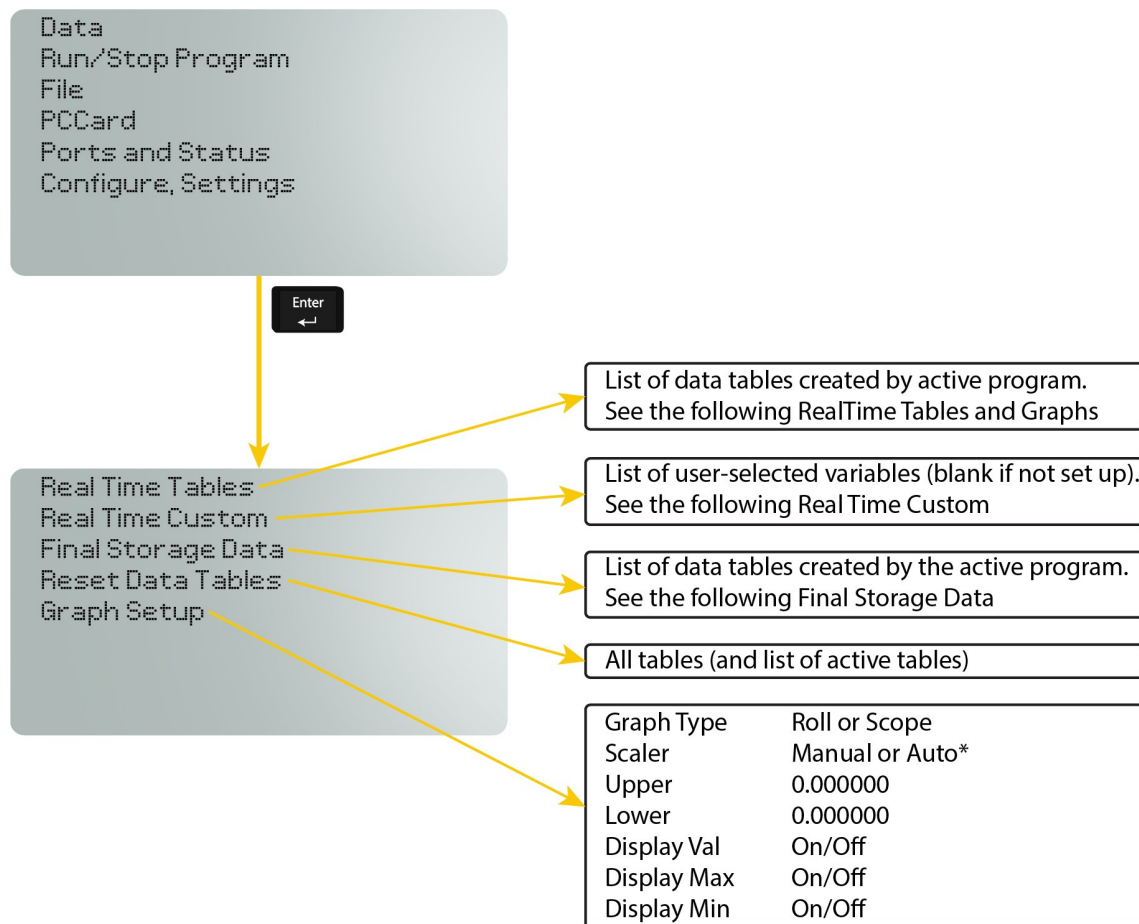 Data
Run/Stop Program
File
PCCard
Ports and Status
Configure, Settings
Enter
Real Time Tables
Real Time Custom
Final Storage Data
Reset Data Tables
Graph Setup
List of data tables created by active program.
See the following RealTime Tables and Graphs
List of user-selected variables (blank if not set up).
See the following Real Time Custom
List of data tables created by the active program.
See the following Final Storage Data
All tables (and list of active tables)
Graph Type Roll or Scope
Scaler Manual or Auto*
Upper 0.000000
Lower 0.000000
Display Val On/Off
Display Max On/Off
Display Min On/Off